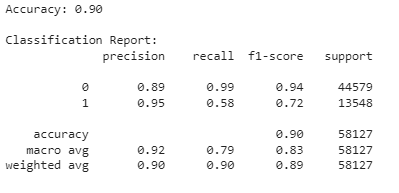 Accuracy: 0.90
Classification Report:
precision recall f1-score support
0 0.89 0.99 0.94 44579
1 0.95 0.58 0.72 13548
accuracy 0.90 58127
macro avg 0.92 0.79 0.83 58127
weighted avg 0.90 0.90 0.89 58127